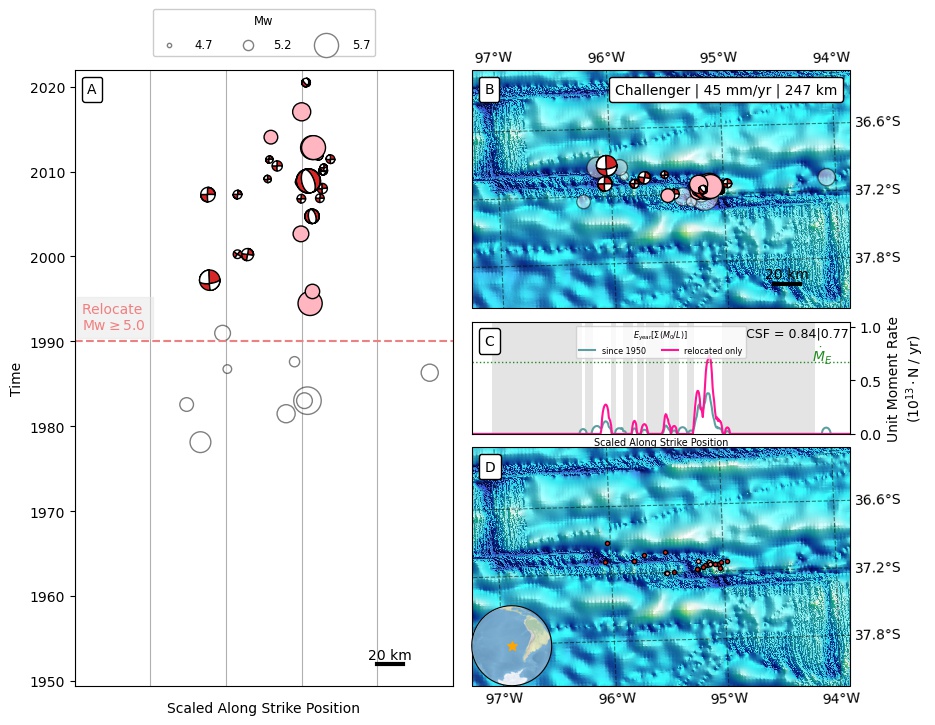 Mw
4.7 5.2 5.7
A
2020
2010
2000
1990
1980
1970
1960
1950
Time
Relocate
Mw ≥ 5.0
20 km
Scaled Along Strike Position
97°W 96°W 95°W 94°W
B
Challenger | 45 mm/yr | 247 km
36.6°S
37.2°S
37.8°S
20 km
C
E_year[Σ(M_0/L)]
since 1950 relocated only
CSF = 0.84|0.77
Ṁ_E
1.0
0.5
0.0
Unit Moment Rate
(10^13 · N / yr)
Scaled Along Strike Position
D
36.6°S
37.2°S
37.8°S
97°W 96°W 95°W 94°W